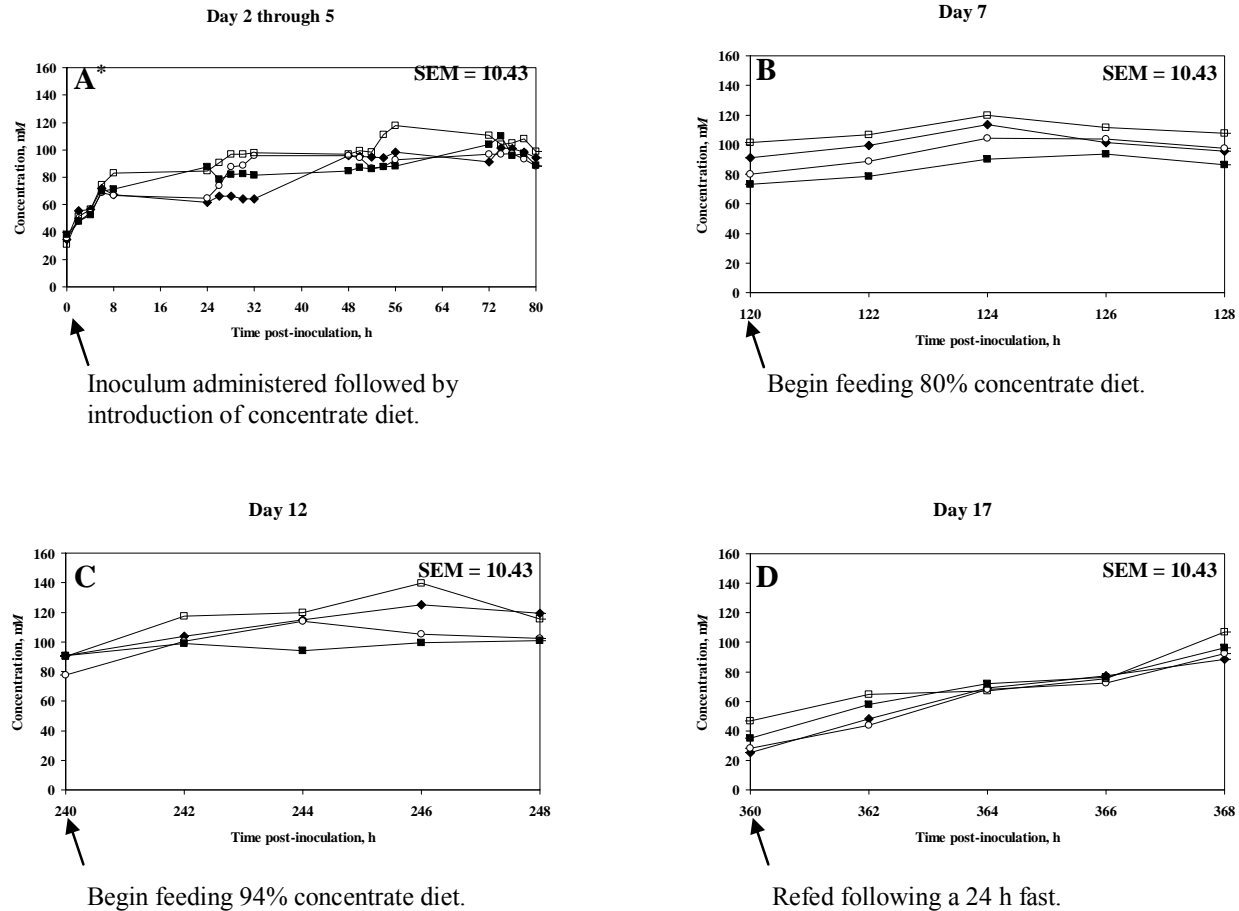 Day 2 through 5
A*
SEM = 10.43
160
140
120
100
80
60
40
20
0
Concentration, mM
0 8 16 24 32 40 48 56 64 72 80
Time post-inoculation, h
Inoculum administered followed by
introduction of concentrate diet.
Day 7
B
SEM = 10.43
160
140
120
100
80
60
40
20
0
Concentration, mM
120 122 124 126 128
Time post-inoculation, h
Begin feeding 80% concentrate diet.
Day 12
C
SEM = 10.43
160
140
120
100
80
60
40
20
0
Concentration, mM
240 242 244 246 248
Time post-inoculation, h
Begin feeding 94% concentrate diet.
Day 17
D
SEM = 10.43
160
140
120
100
80
60
40
20
0
Concentration, mM
360 362 364 366 368
Time post-inoculation, h
Refed following a 24 h fast.